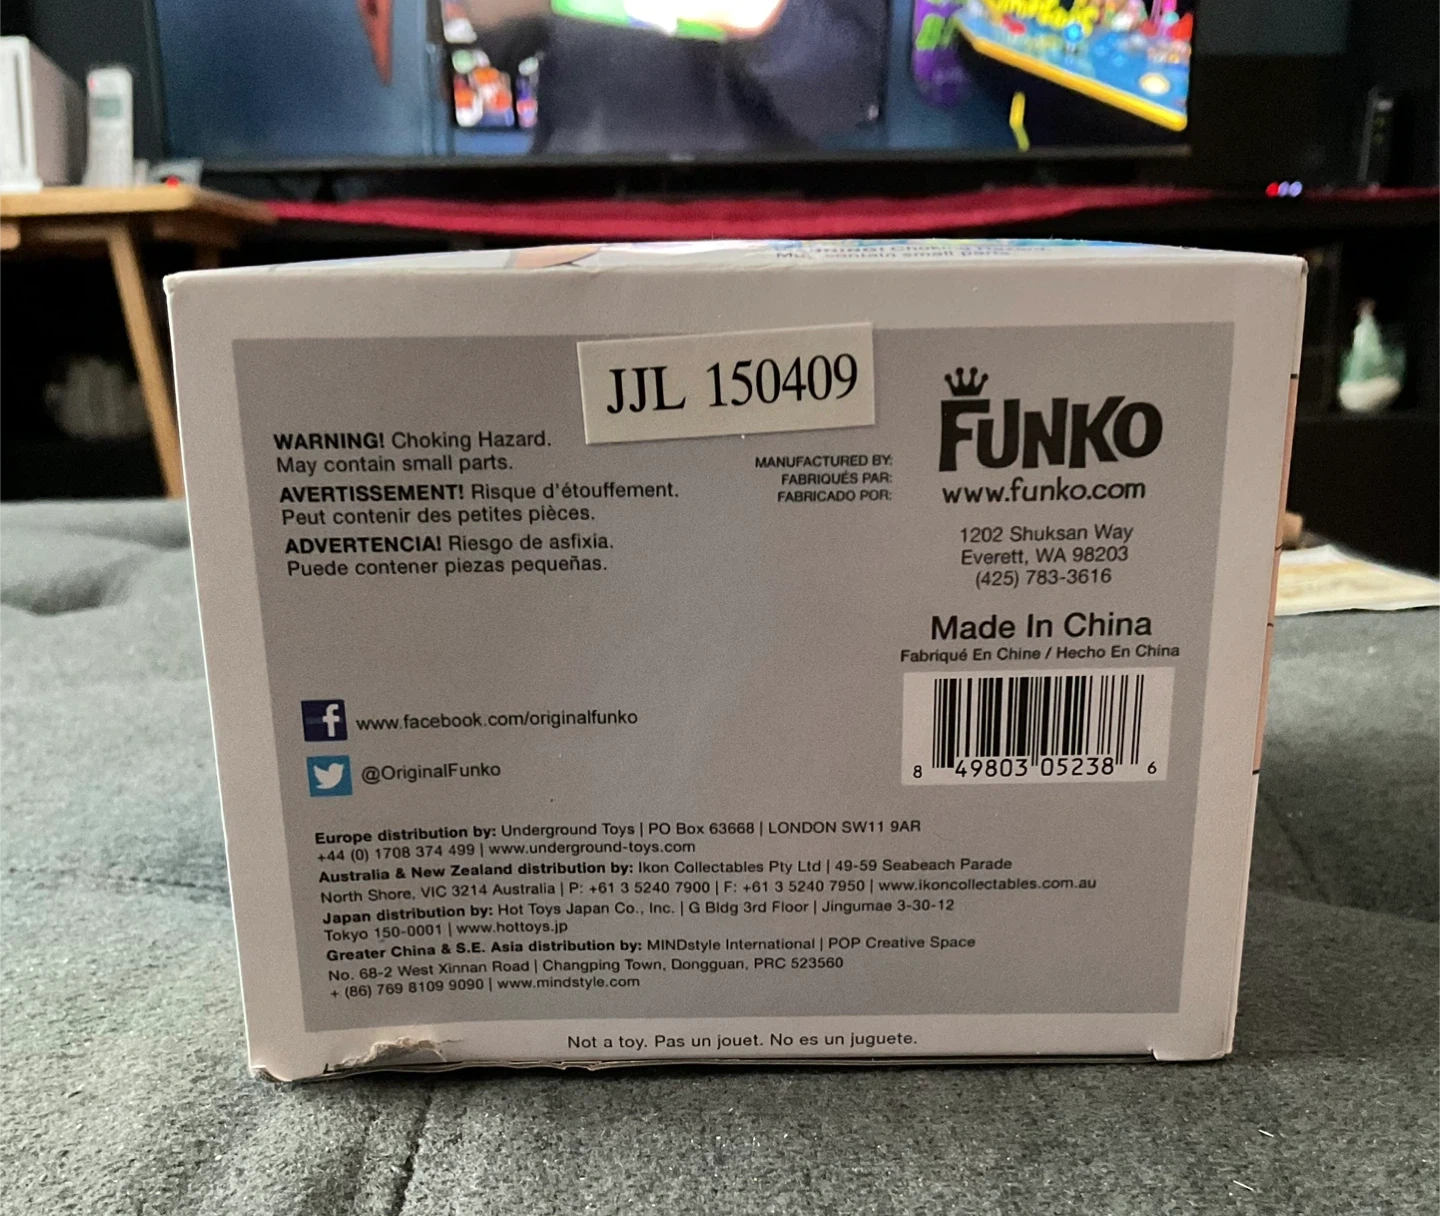 JJL 150409
WARNING! Choking Hazard.
May contain small parts.
AVERTISSEMENT! Risque d'étouffement.
Peut contenir des petites pièces.
ADVERTENCIA! Riesgo de asfixia.
Puede contener piezas pequeñas.
MANUFACTURED BY:
FABRIQUÉS PAR:
FABRICADO POR:
FUNKO
www.funko.com
1202 Shuksan Way
Everett, WA 98203
(425) 783-3616
Made In China
Fabriqué En Chine / Hecho En China
8 49803 05238 6
f www.facebook.com/originalfunko
@OriginalFunko
Europe distribution by: Underground Toys | PO Box 63668 | LONDON SW11 9AR
+44 (0) 1708 374 499 | www.underground-toys.com
Australia & New Zealand distribution by: Ikon Collectables Pty Ltd | 49-59 Seabeach Parade
North Shore, VIC 3214 Australia | P: +61 3 5240 7900 | F: +61 3 5240 7950 | www.ikoncollectables.com.au
Japan distribution by: Hot Toys Japan Co., Inc. | G Bldg 3rd Floor | Jingumae 3-30-12
Tokyo 150-0001 | www.hottoys.jp
Greater China & S.E. Asia distribution by: MINDstyle International | POP Creative Space
No. 68-2 West Xinnan Road | Changping Town, Dongguan, PRC 523560
+ (86) 769 8109 9090 | www.mindstyle.com
Not a toy. Pas un jouet. No es un juguete.